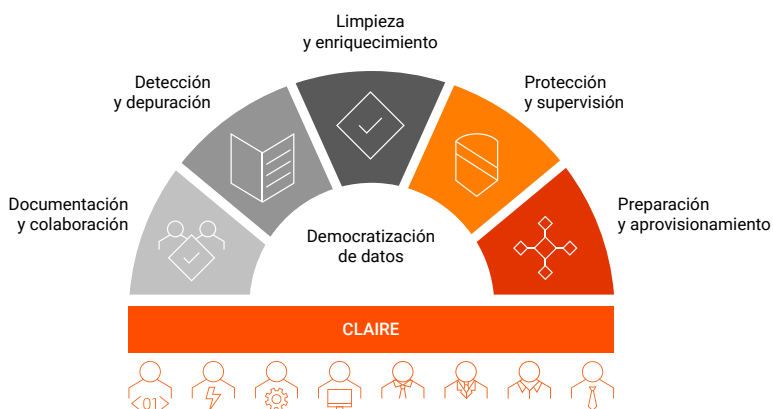 Limpieza
y enriquecimiento
Detección
y depuración
Protección
y supervisión
Documentación
y colaboración
Preparación
y aprovisionamiento
Democratización
de datos
CLAIRE
<01>